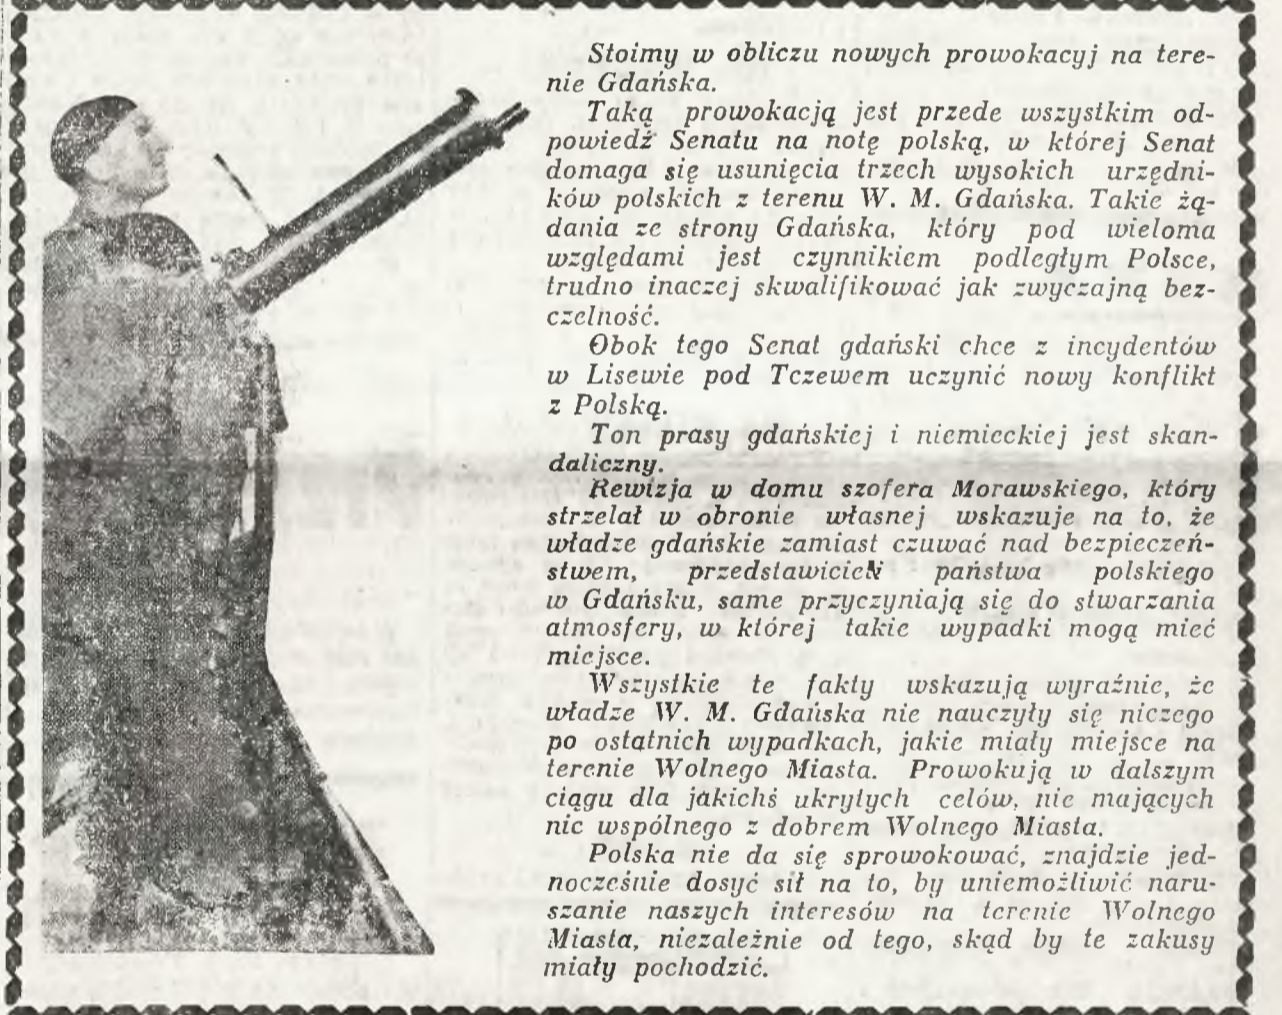 Stoimy w obliczu nowych prowokacyj na tere-
nie Gdańska.
Taką prowokacją jest przede wszystkim od-
powiedź Senatu na notę polską, w której Senat
domaga się usunięcia trzech wysokich urzędni-
ków polskich z terenu W. M. Gdańska. Takie żą-
dania ze strony Gdańska, który pod wieloma
względami jest czynnikiem podległym Polsce,
trudno inaczej skwalifikować jak zwyczajną bez-
czelność.
Obok tego Senat gdański chce z incydentów
w Lisewie pod Tczewem uczynić nowy konflikt
z Polską.
Ton prasy gdańskiej i niemieckiej jest skan-
daliczny.
Rewizja w domu szofera Morawskiego, który
strzelał w obronie własnej wskazuje na to, że
władze gdańskie zamiast czuwać nad bezpieczeń-
stwem, przedstawicieli państwa polskiego
w Gdańsku, same przyczyniają się do stwarzania
atmosfery, w której takie wypadki mogą mieć
miejsce.
Wszystkie te fakty wskazują wyraźnie, że
władze W. M. Gdańska nie nauczyły się niczego
po ostatnich wypadkach, jakie miały miejsce na
terenie Wolnego Miasta. Prowokują w dalszym
ciągu dla jakichś ukrytych celów, nie mających
nic wspólnego z dobrem Wolnego Miasta.
Polska nie da się sprowokować, znajdzie jed-
nocześnie dosyć sił na to, by uniemożliwić naru-
szanie naszych interesów na terenie Wolnego
Miasta, niezależnie od tego, skąd by te zakusy
miały pochodzić.